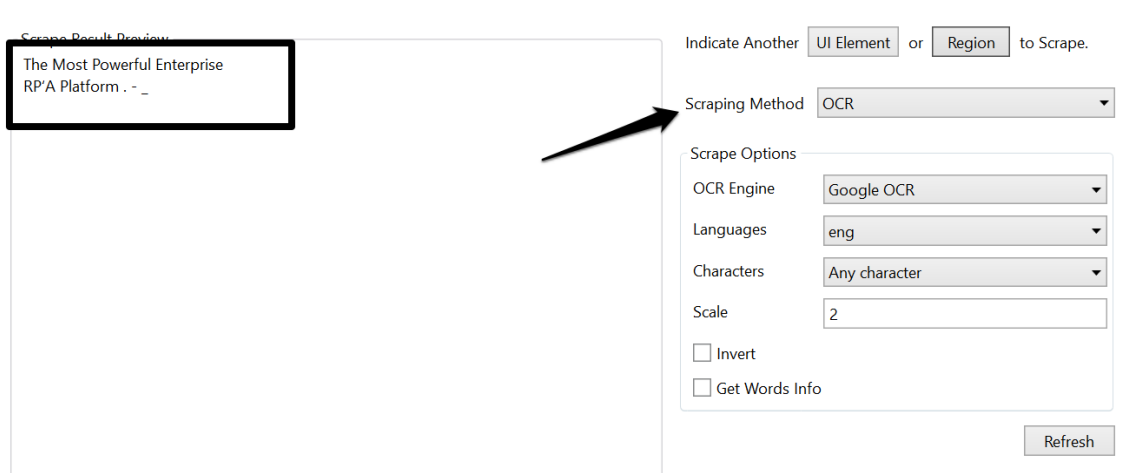 Scrape Result Preview
The Most Powerful Enterprise
RP'A Platform . - _
Indicate Another UI Element or Region to Scrape.
Scraping Method OCR
Scrape Options
OCR Engine Google OCR
Languages eng
Characters Any character
Scale 2
Invert
Get Words Info
Refresh